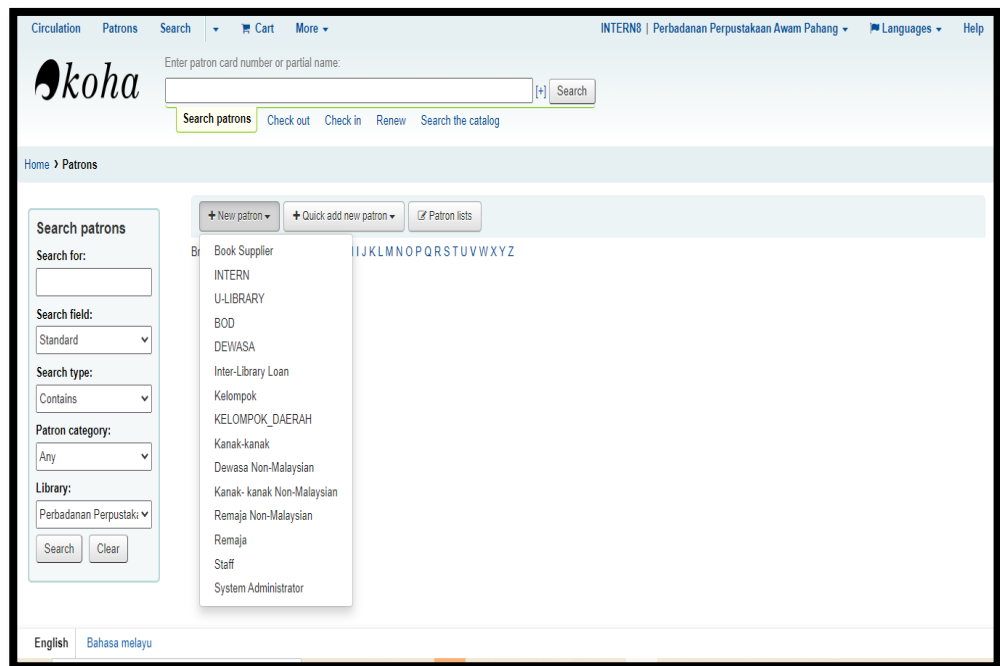 Circulation Patrons Search Cart More INTERN8 | Perbadanan Perpustakaan Awam Pahang Languages Help
koha
Enter patron card number or partial name:
[+] Search
Search patrons Check out Check in Renew Search the catalog
Home › Patrons
+ New patron + Quick add new patron Patron lists
Search patrons
Search for:
Search field:
Standard
Search type:
Contains
Patron category:
Any
Library:
Perbadanan Perpustaka
Search Clear
I J K L M N O P Q R S T U V W X Y Z
Book Supplier
INTERN
U-LIBRARY
BOD
DEWASA
Inter-Library Loan
Kelompok
KELOMPOK_DAERAH
Kanak-kanak
Dewasa Non-Malaysian
Kanak- kanak Non-Malaysian
Remaja Non-Malaysian
Remaja
Staff
System Administrator
English Bahasa melayu